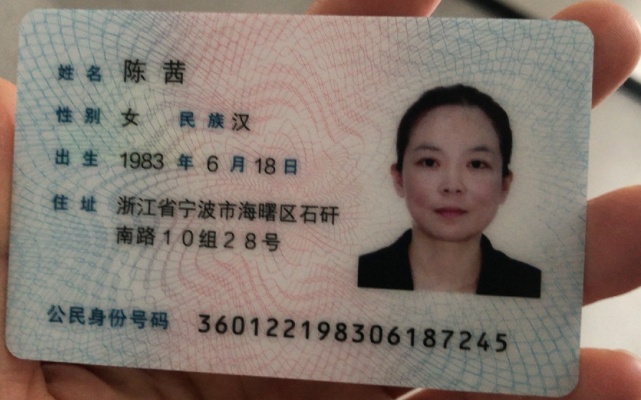 姓名 陈茜
性别 女 民族 汉
出生 1983 年 6 月 18 日
住址 浙江省宁波市海曙区石矸
南路10组28号
公民身份号码 360122198306187245